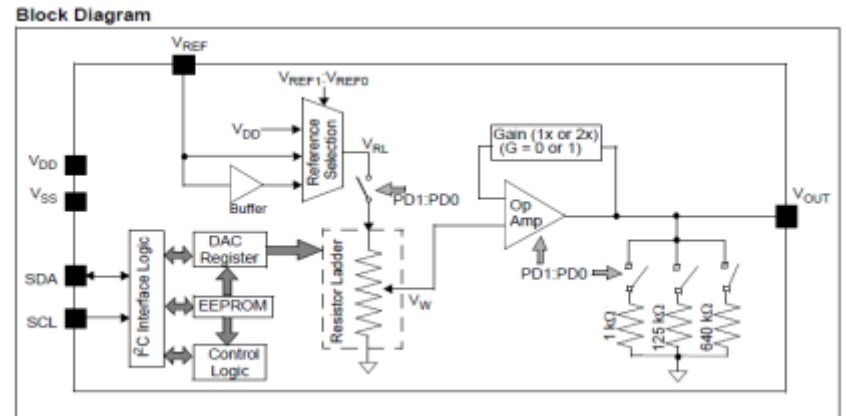 Block Diagram
VREF
VREF1:VREF0
VDD
Reference
Selection
VRL
Buffer
PD1:PD0
Gain (1x or 2x)
(G = 0 or 1)
Op
Amp
VOUT
PD1:PD0
VDD
VSS
SDA
SCL
I²C Interface Logic
DAC
Register
EEPROM
Control
Logic
Resistor Ladder
VW
1 kΩ
125 kΩ
640 kΩ